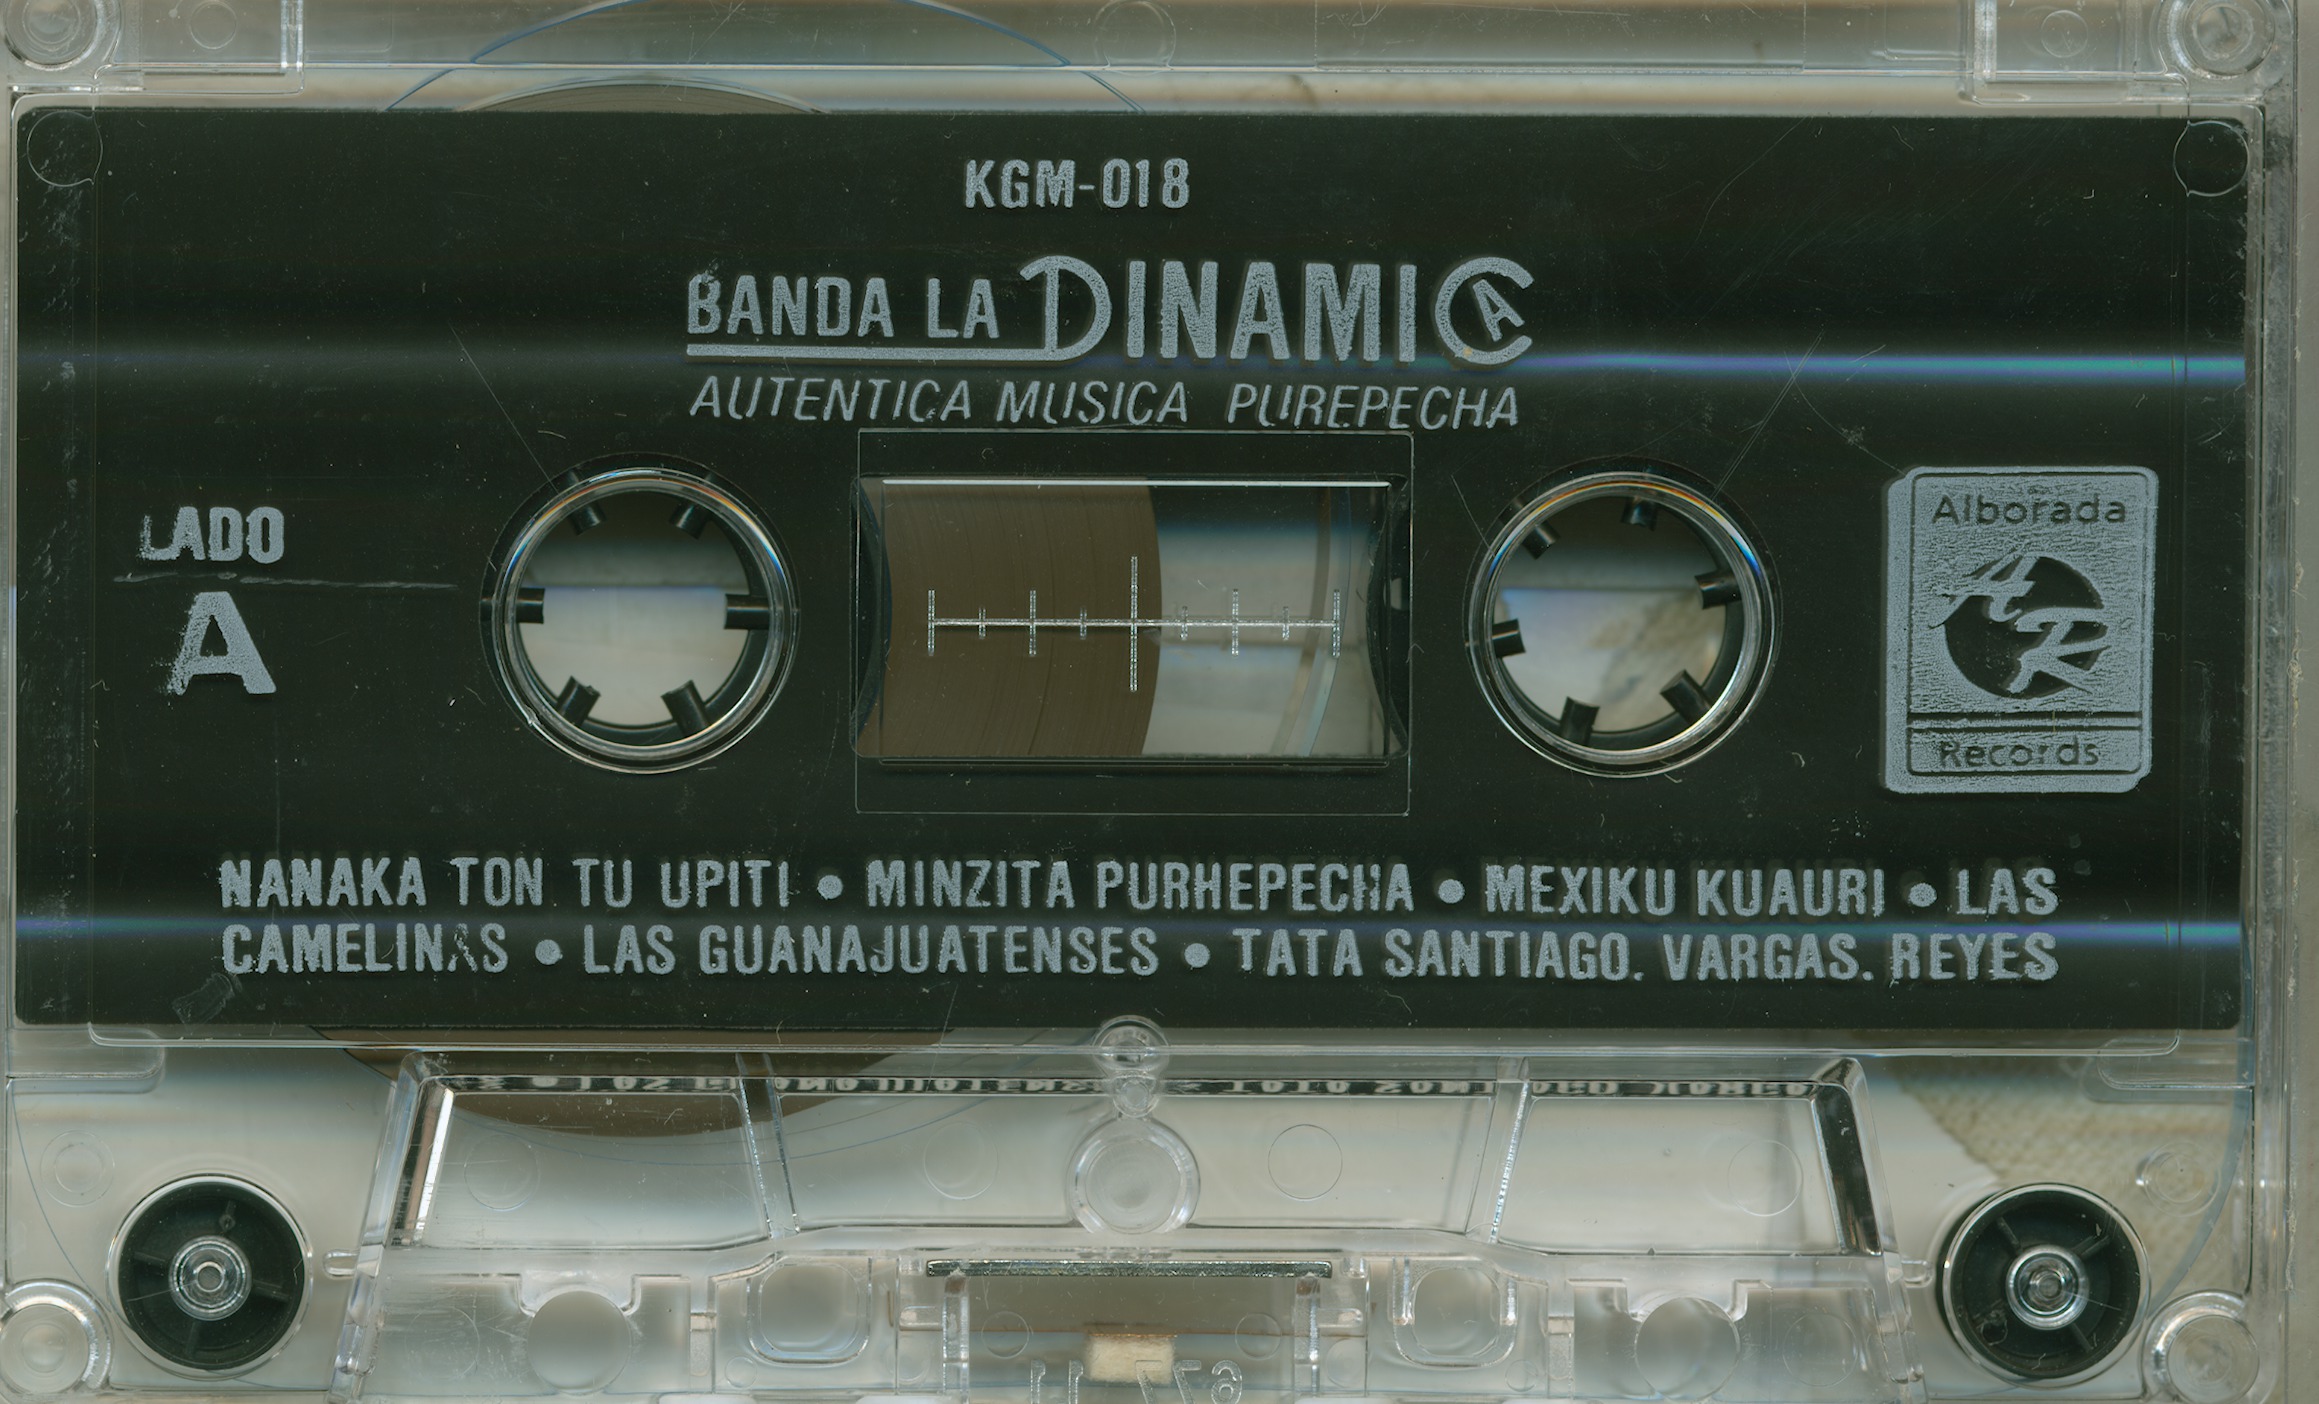 KGM-018
BANDA LA DINAMICA
AUTENTICA MUSICA PUREPECHA
LADO
A
Alborada
AR
Records
NANAKA TON TU UPITI • MINZITA PURHEPECHA • MEXIKU KUAURI • LAS
CAMELINAS • LAS GUANAJUATENSES • TATA SANTIAGO. VARGAS. REYES